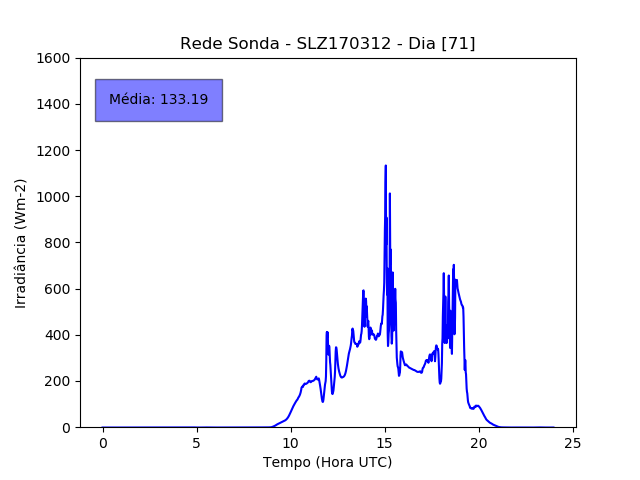 Rede Sonda - SLZ170312 - Dia [71]
1600
1400
1200
1000
800
600
400
200
0
Média: 133.19
Irradiância (Wm-2)
0 5 10 15 20 25
Tempo (Hora UTC)